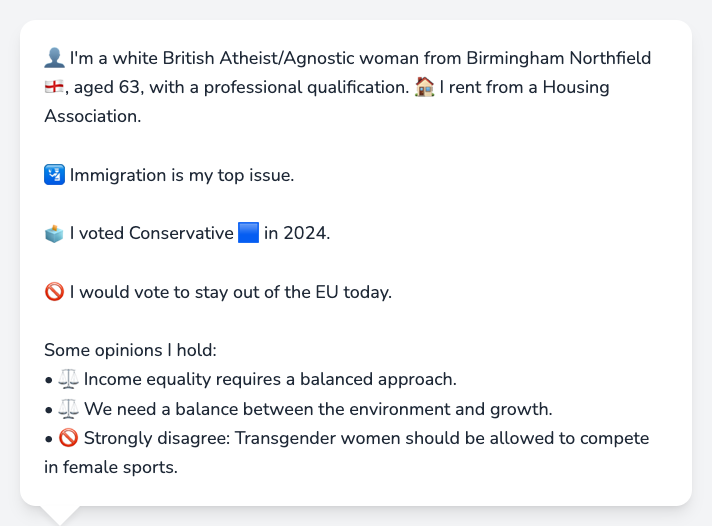 👤 I'm a white British Atheist/Agnostic woman from Birmingham Northfield
🏴󠁧󠁢󠁥󠁮󠁧󠁿, aged 63, with a professional qualification. 🏠 I rent from a Housing
Association.
🛂 Immigration is my top issue.
🗳️ I voted Conservative 🟦 in 2024.
🚫 I would vote to stay out of the EU today.
Some opinions I hold:
• ⚖️ Income equality requires a balanced approach.
• ⚖️ We need a balance between the environment and growth.
• 🚫 Strongly disagree: Transgender women should be allowed to compete
in female sports.